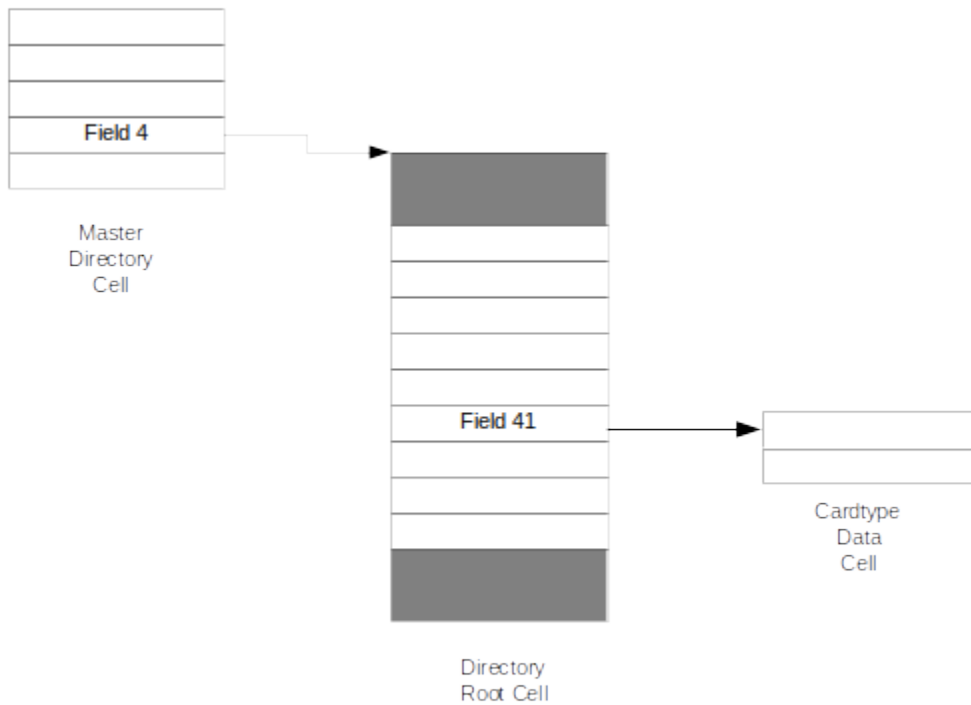 Field 4
Master
Directory
Cell
Field 41
Cardtype
Data
Cell
Directory
Root Cell